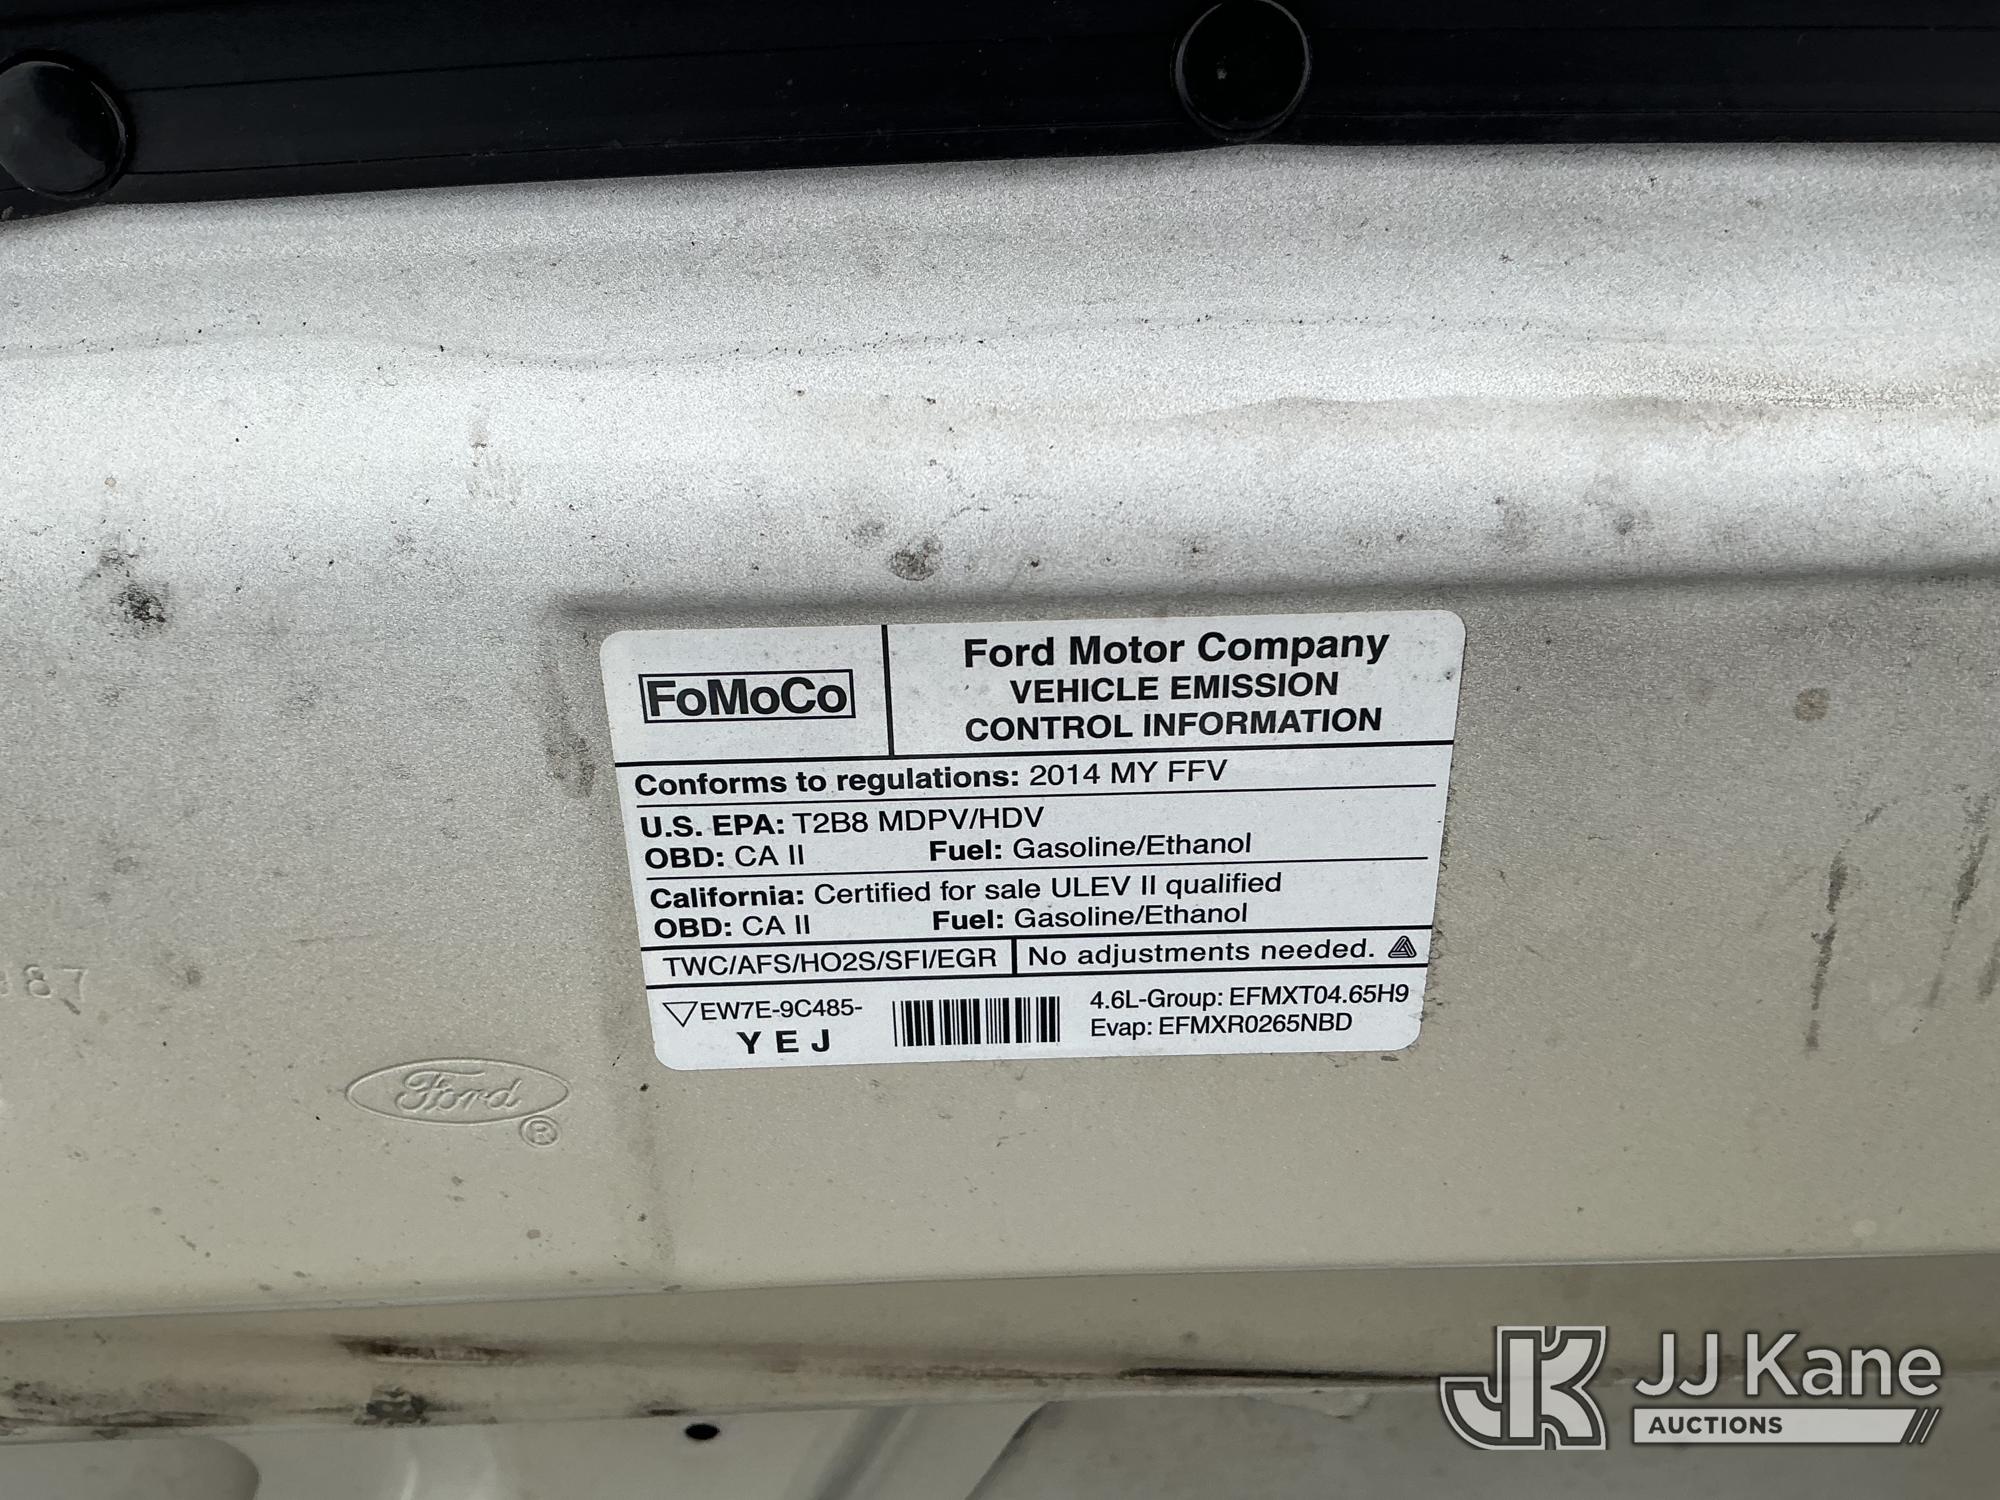 FoMoCo
Ford Motor Company
VEHICLE EMISSION
CONTROL INFORMATION
Conforms to regulations: 2014 MY FFV
U.S. EPA: T2B8 MDPV/HDV
OBD: CA II Fuel: Gasoline/Ethanol
California: Certified for sale ULEV II qualified
OBD: CA II Fuel: Gasoline/Ethanol
TWC/AFS/HO2S/SFI/EGR No adjustments needed.
EW7E-9C485-
YEJ
4.6L-Group: EFMXT04.65H9
Evap: EFMXR0265NBD
Ford ®
JK JJ Kane
AUCTIONS